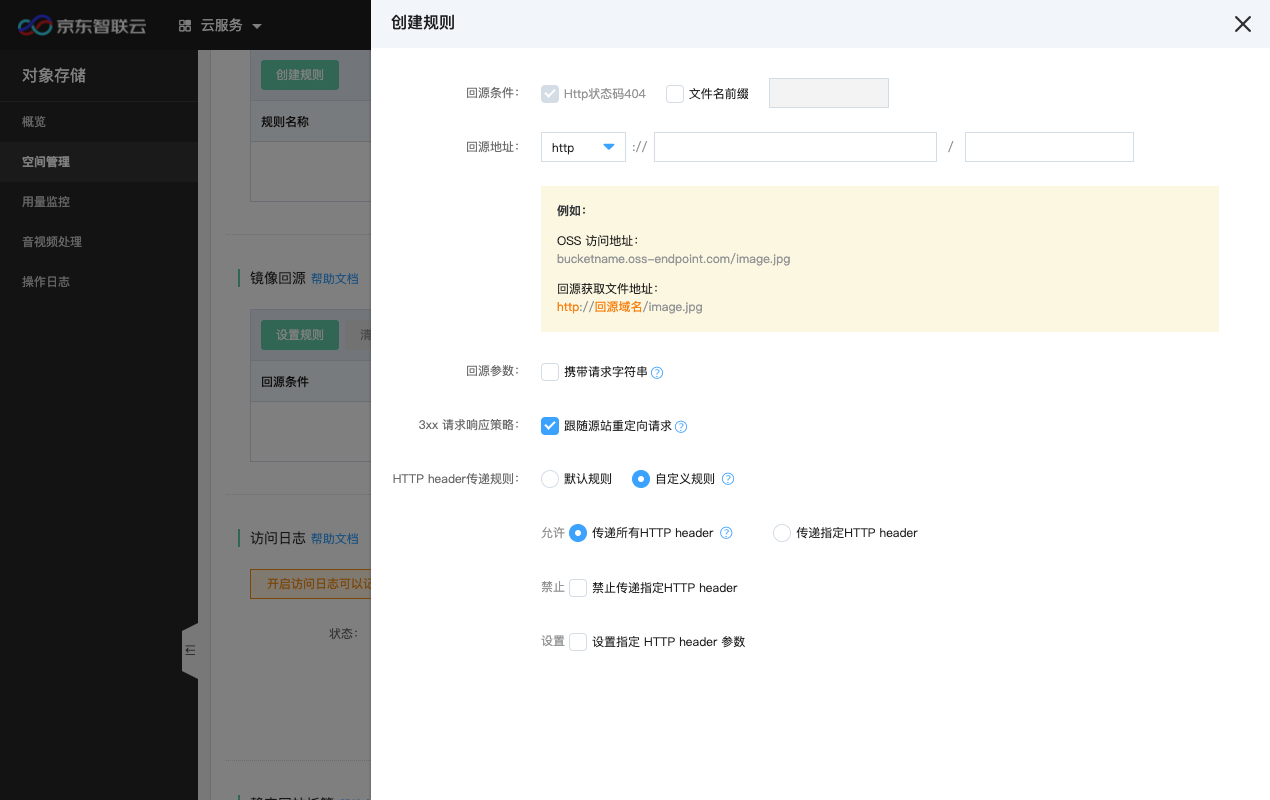 京东智联云 云服务
对象存储
概览
空间管理
用量监控
音视频处理
操作日志
创建规则
规则名称
镜像回源 帮助文档
设置规则 清
回源条件
访问日志 帮助文档
开启访问日志可以记
状态：
创建规则
回源条件： Http状态码404 文件名前缀
回源地址： http :// /
例如：
OSS 访问地址：
bucketname.oss-endpoint.com/image.jpg
回源获取文件地址：
http://回源域名/image.jpg
回源参数： 携带请求字符串 ?
3xx 请求响应策略： 跟随源站重定向请求 ?
HTTP header传递规则： 默认规则 自定义规则 ?
允许 传递所有HTTP header ? 传递指定HTTP header
禁止 禁止传递指定HTTP header
设置 设置指定 HTTP header 参数